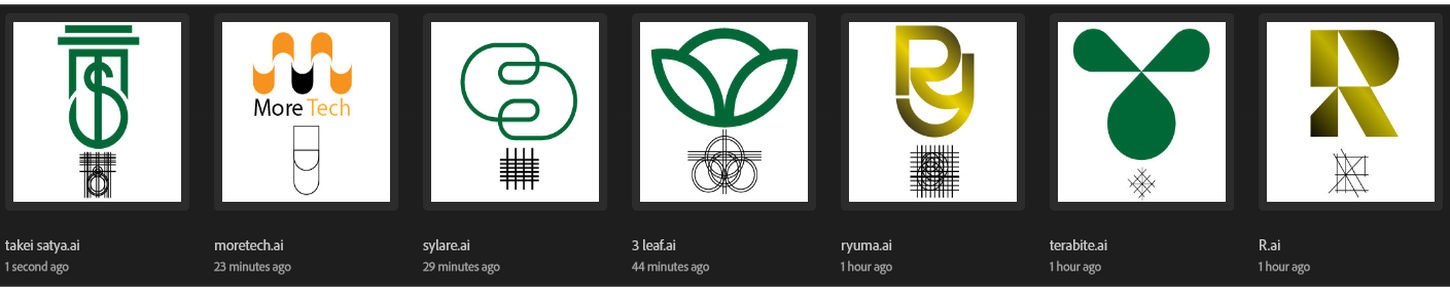 More Tech
takei satya.ai
1 second ago
moretech.ai
23 minutes ago
sylare.ai
29 minutes ago
3 leaf.ai
44 minutes ago
ryuma.ai
1 hour ago
terabite.ai
1 hour ago
R.ai
1 hour ago